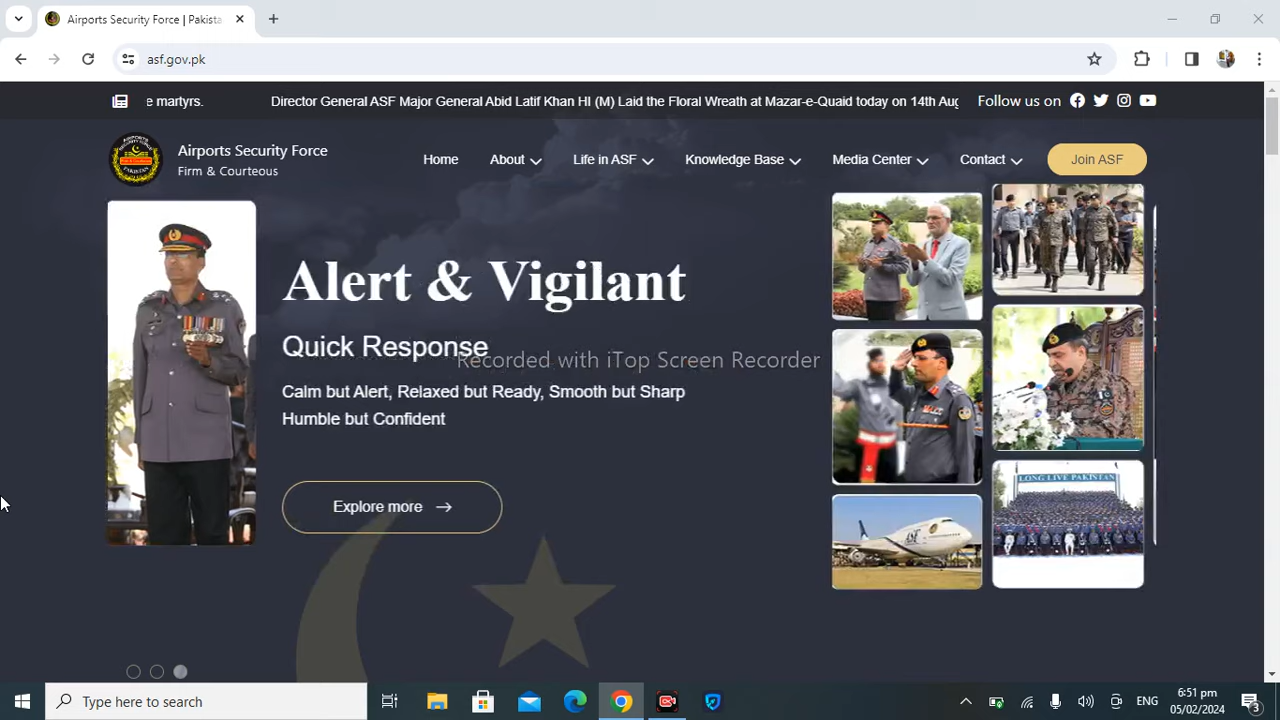 Airports Security Force | Pakista
asf.gov.pk
e martyrs. Director General ASF Major General Abid Latif Khan HI (M) Laid the Floral Wreath at Mazar-e-Quaid today on 14th Aug Follow us on
Airports Security Force
Firm & Courteous
Home About Life in ASF Knowledge Base Media Center Contact Join ASF
Alert & Vigilant
Quick Response
Recorded with iTop Screen Recorder
Calm but Alert, Relaxed but Ready, Smooth but Sharp
Humble but Confident
Explore more
LONG LIVE PAKISTAN
Type here to search
ENG
6:51 pm
05/02/2024
3